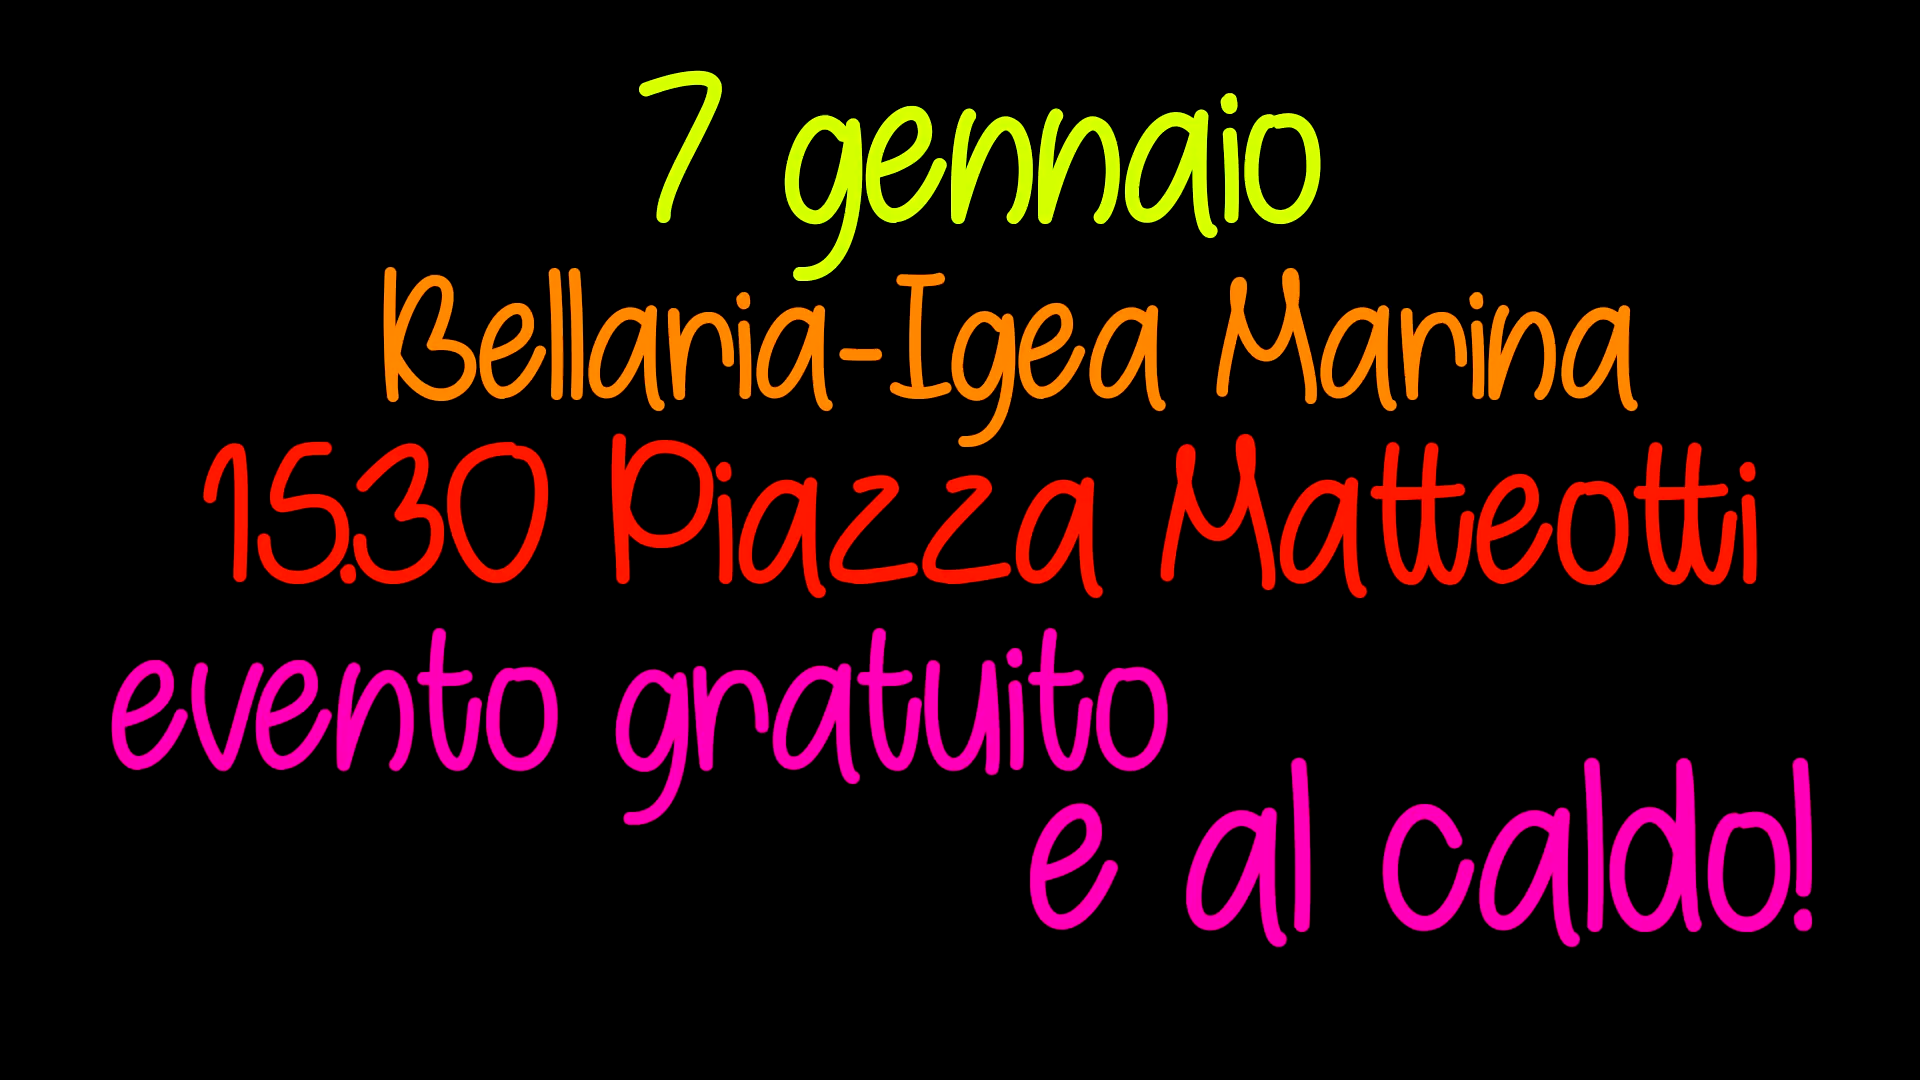 7 gennaio
Bellaria-Igea Marina
15.30 Piazza Matteotti
evento gratuito
e al caldo!